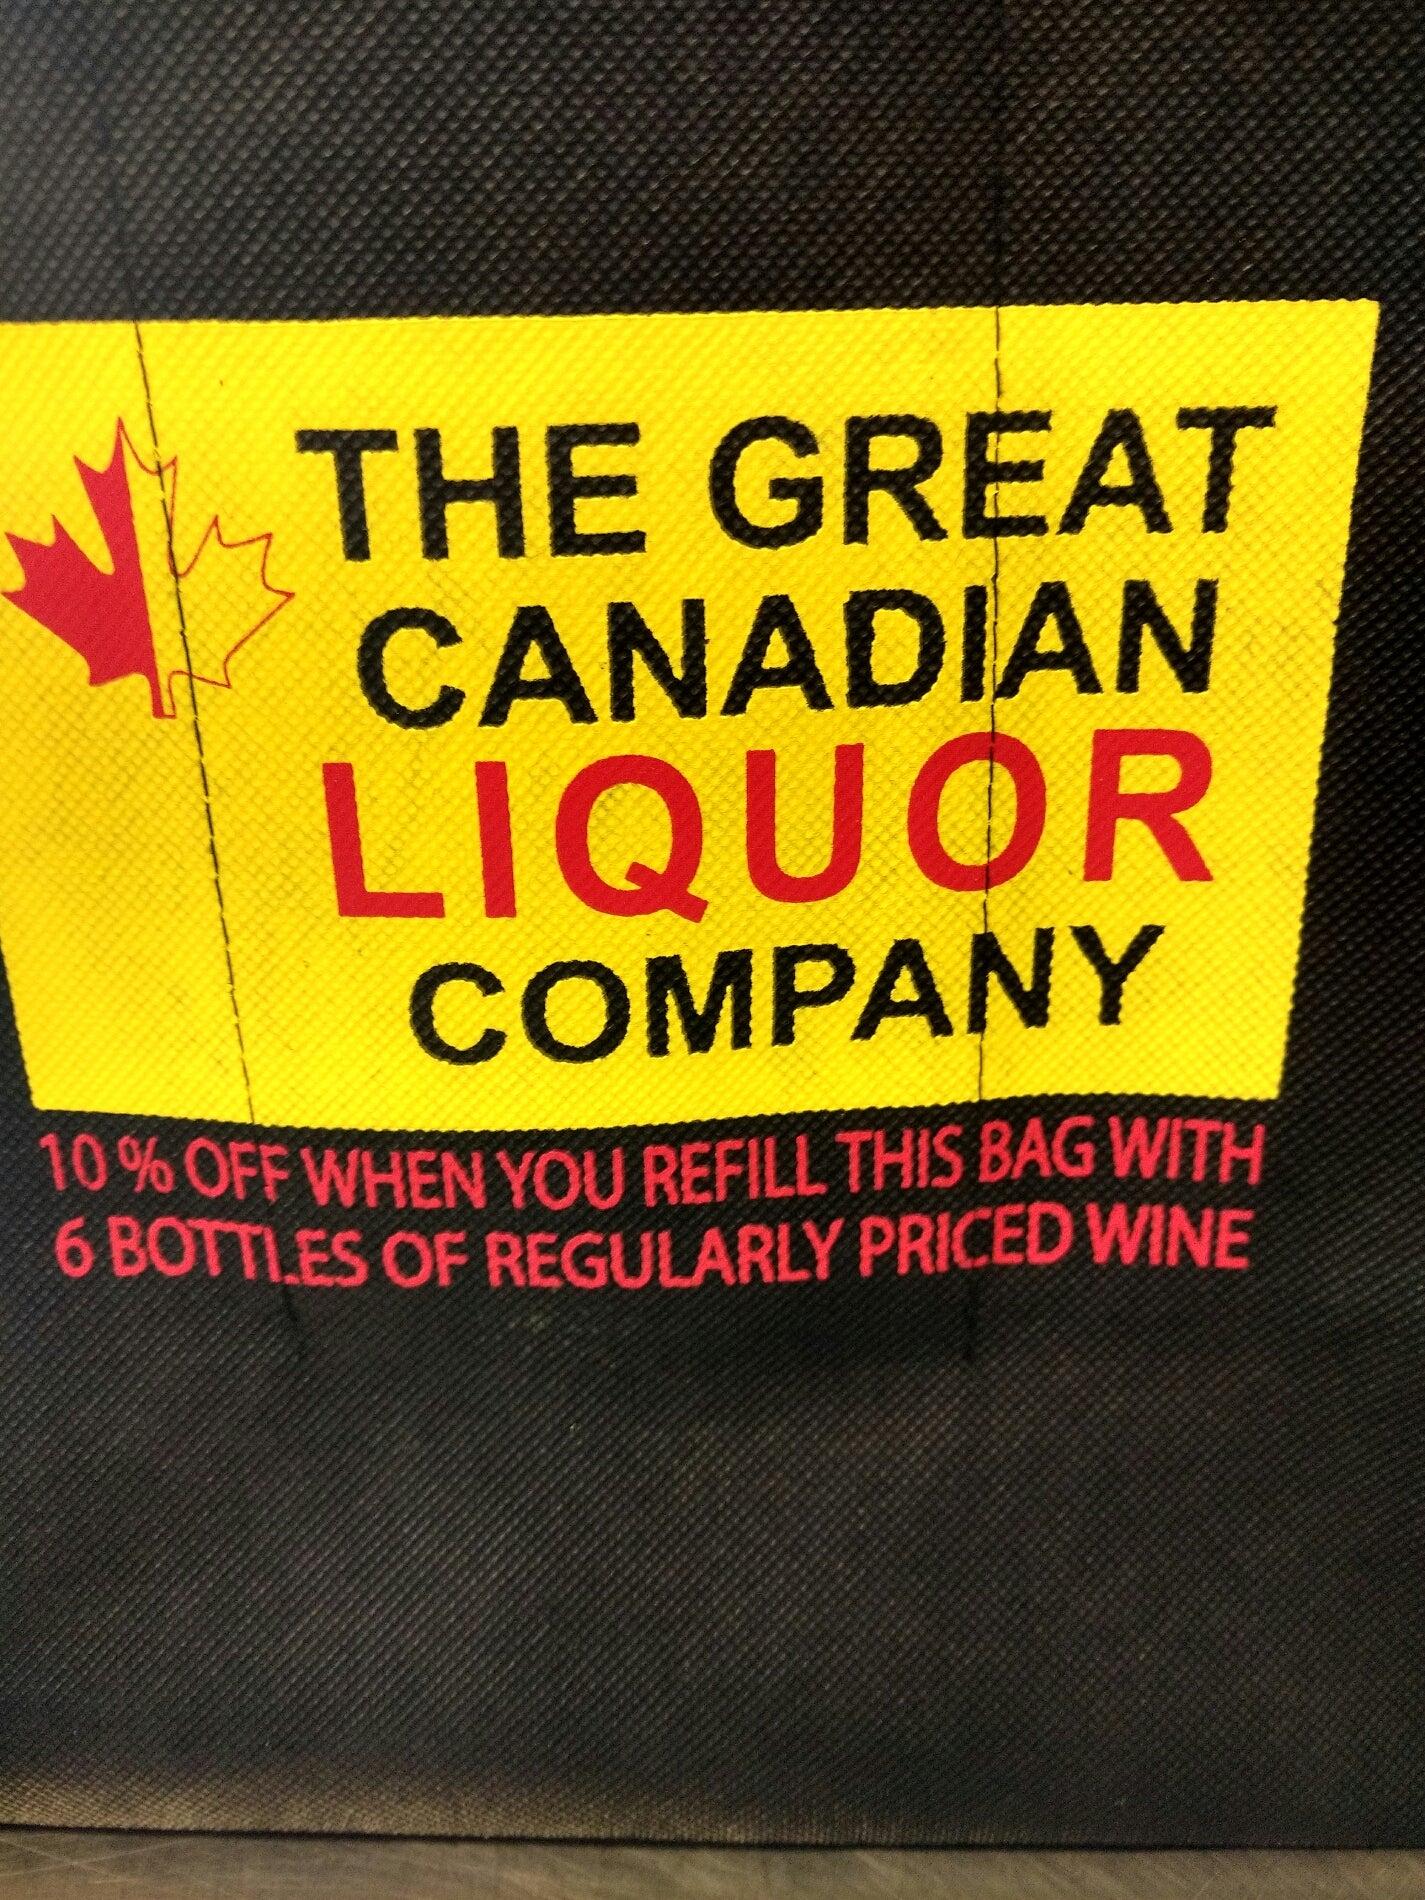 THE GREAT
CANADIAN
LIQUOR
COMPANY
10 % OFF WHEN YOU REFILL THIS BAG WITH
6 BOTTLES OF REGULARLY PRICED WINE